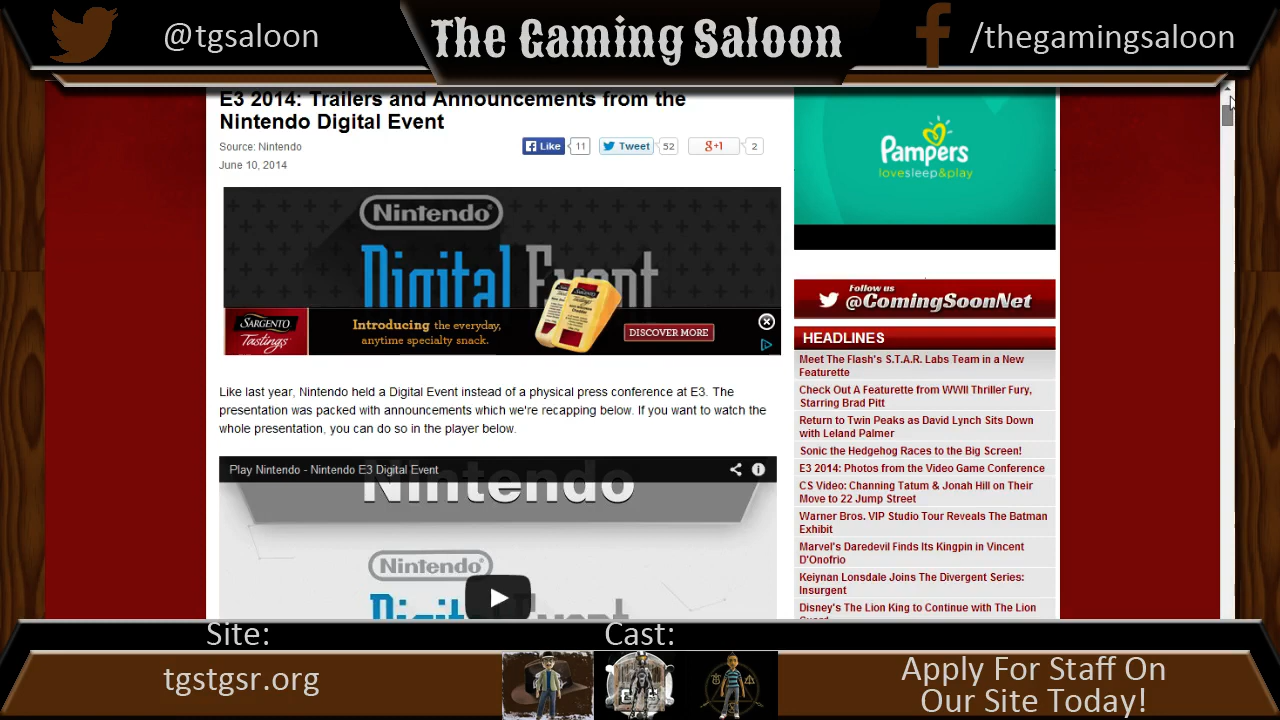 @tgsaloon
The Gaming Saloon
/thegamingsaloon
E3 2014: Trailers and Announcements from the
Nintendo Digital Event
Source: Nintendo
June 10, 2014
Like 11
Tweet 52
g+1 2
Nintendo
Digital Event
SARGENTO
Tastings
Introducing the everyday,
anytime specialty snack.
DISCOVER MORE
Like last year, Nintendo held a Digital Event instead of a physical press conference at E3. The
presentation was packed with announcements which we're recapping below. If you want to watch the
whole presentation, you can do so in the player below.
Play Nintendo - Nintendo E3 Digital Event
Nintendo
Nintendo
Digital Event
Pampers
lovesleep&play
Follow us
@ComingSoonNet
HEADLINES
Meet The Flash's S.T.A.R. Labs Team in a New
Featurette
Check Out A Featurette from WWII Thriller Fury,
Starring Brad Pitt
Return to Twin Peaks as David Lynch Sits Down
with Leland Palmer
Sonic the Hedgehog Races to the Big Screen!
E3 2014: Photos from the Video Game Conference
CS Video: Channing Tatum & Jonah Hill on Their
Move to 22 Jump Street
Warner Bros. VIP Studio Tour Reveals The Batman
Exhibit
Marvel's Daredevil Finds Its Kingpin in Vincent
D'Onofrio
Keiynan Lonsdale Joins The Divergent Series:
Insurgent
Disney's The Lion King to Continue with The Lion
Site:
tgstgsr.org
Cast:
Apply For Staff On
Our Site Today!